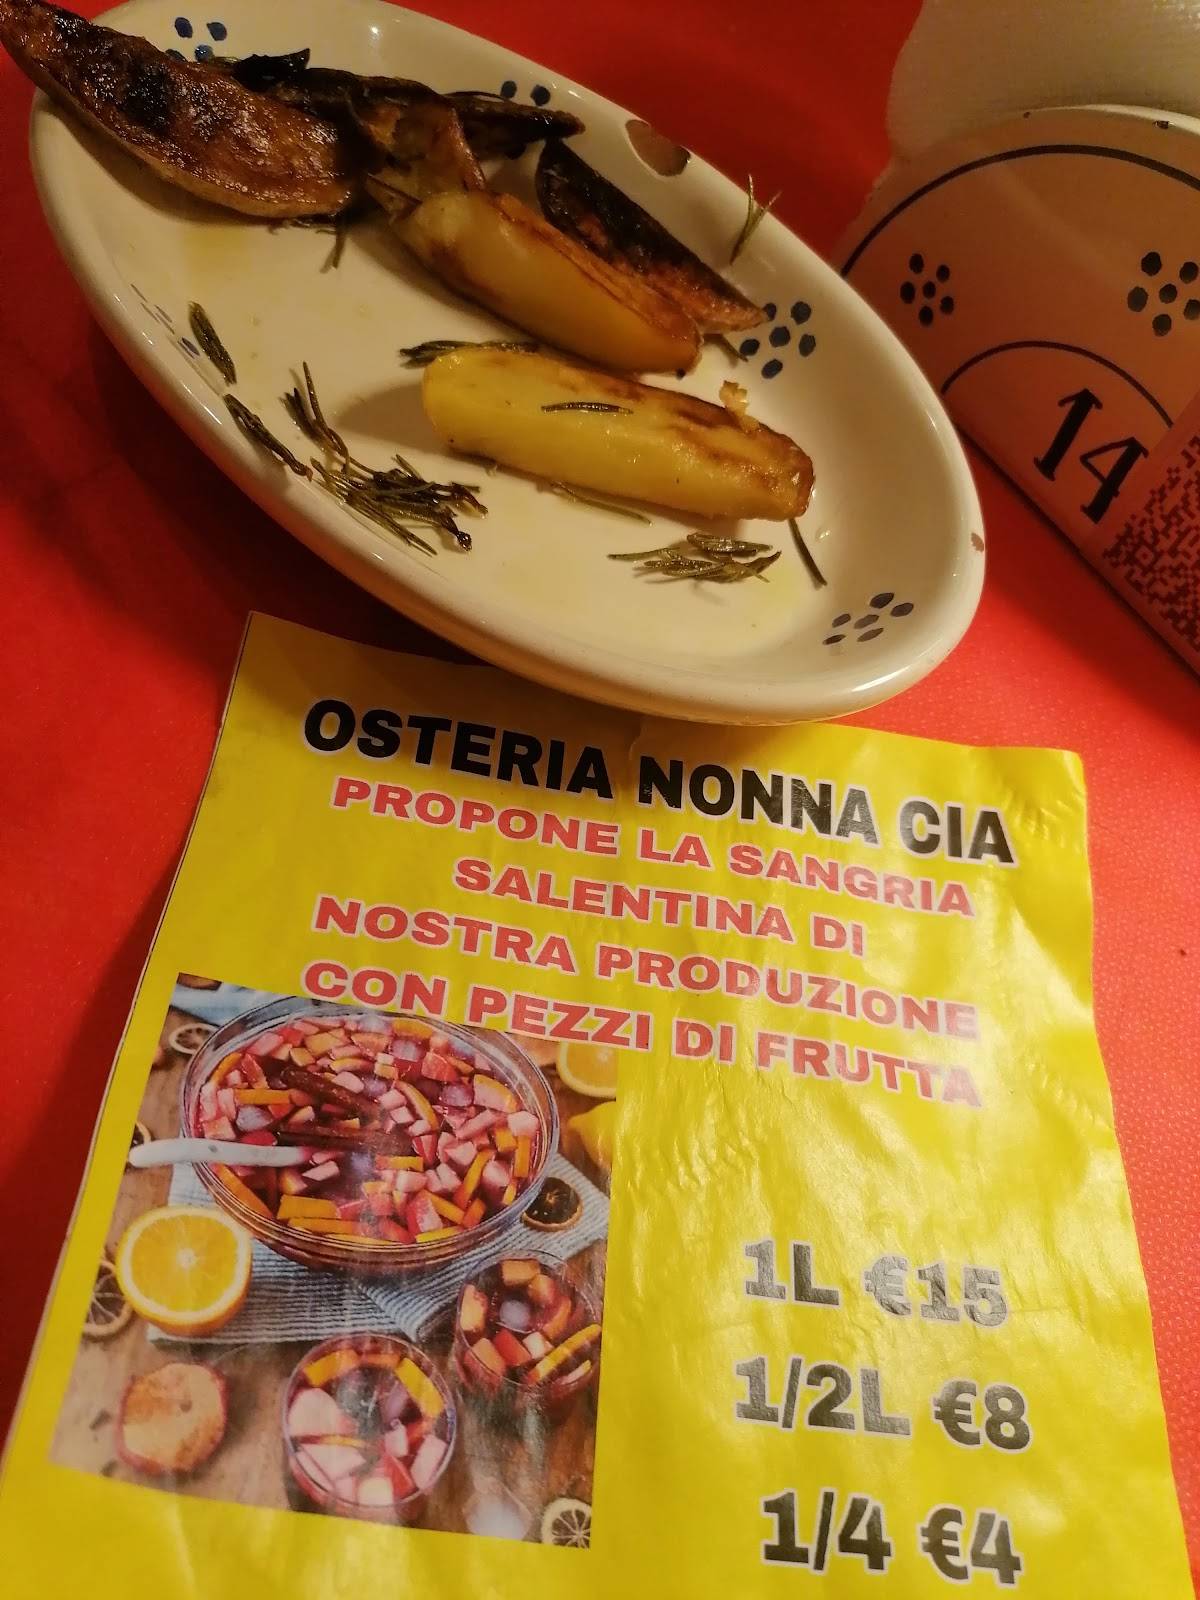 14
OSTERIA NONNA CIA
PROPONE LA SANGRIA
SALENTINA DI
NOSTRA PRODUZIONE
CON PEZZI DI FRUTTA
1L €15
1/2L €8
1/4 €4